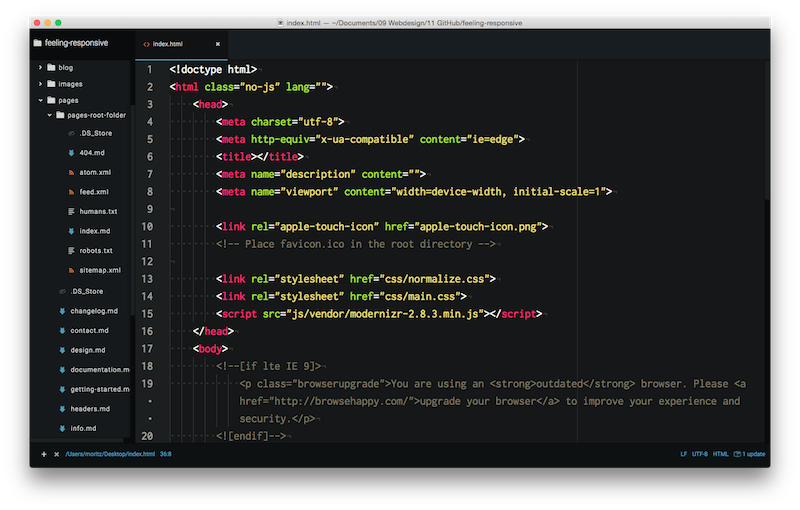 index.html — ~/Documents/09 Webdesign/11 GitHub/feeling-responsive
feeling-responsive
blog
images
pages
pages-root-folder
.DS_Store
404.md
atom.xml
feed.xml
humans.txt
index.md
robots.txt
sitemap.xml
.DS_Store
changelog.md
contact.md
design.md
documentation.m
getting-started.m
headers.md
info.md
<> index.html ×
1 <!doctype html>
2 <html class="no-js" lang="">
3 <head>
4 <meta charset="utf-8">
5 <meta http-equiv="x-ua-compatible" content="ie=edge">
6 <title></title>
7 <meta name="description" content="">
8 <meta name="viewport" content="width=device-width, initial-scale=1">
9
10 <link rel="apple-touch-icon" href="apple-touch-icon.png">
11 <!-- Place favicon.ico in the root directory -->
12
13 <link rel="stylesheet" href="css/normalize.css">
14 <link rel="stylesheet" href="css/main.css">
15 <script src="js/vendor/modernizr-2.8.3.min.js"></script>
16 </head>
17 <body>
18 <!--[if lte IE 9]>
19 <p class="browserupgrade">You are using an <strong>outdated</strong> browser. Please <a
• href="http://browsehappy.com/">upgrade your browser</a> to improve your experience and
• security.</p>
20 <![endif]-->
+ × /Users/moritz/Desktop/index.html 36:8 LF UTF-8 HTML 1 update